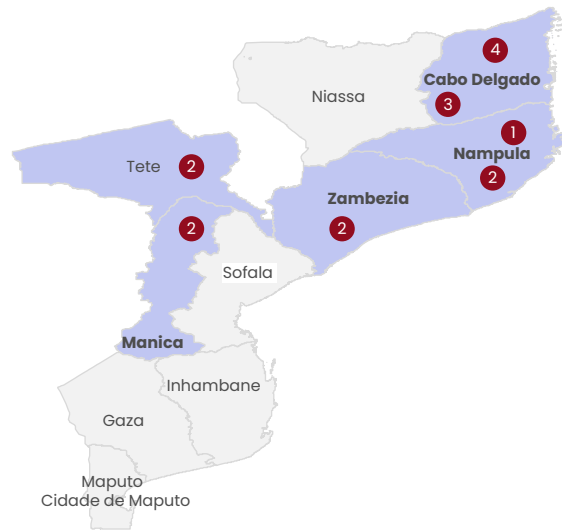 4
Cabo Delgado
Niassa
3
1
Nampula
Tete
2
2
Zambezia
2
2
Sofala
Manica
Inhambane
Gaza
Maputo
Cidade de Maputo